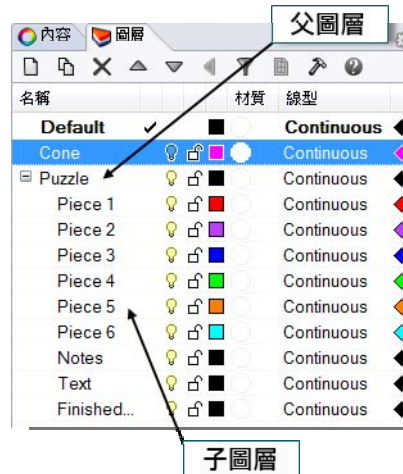 父圖層
內容 圖層
名稱 材質 線型
Default Continuous
Cone Continuous
Puzzle Continuous
Piece 1 Continuous
Piece 2 Continuous
Piece 3 Continuous
Piece 4 Continuous
Piece 5 Continuous
Piece 6 Continuous
Notes Continuous
Text Continuous
Finished... Continuous
子圖層